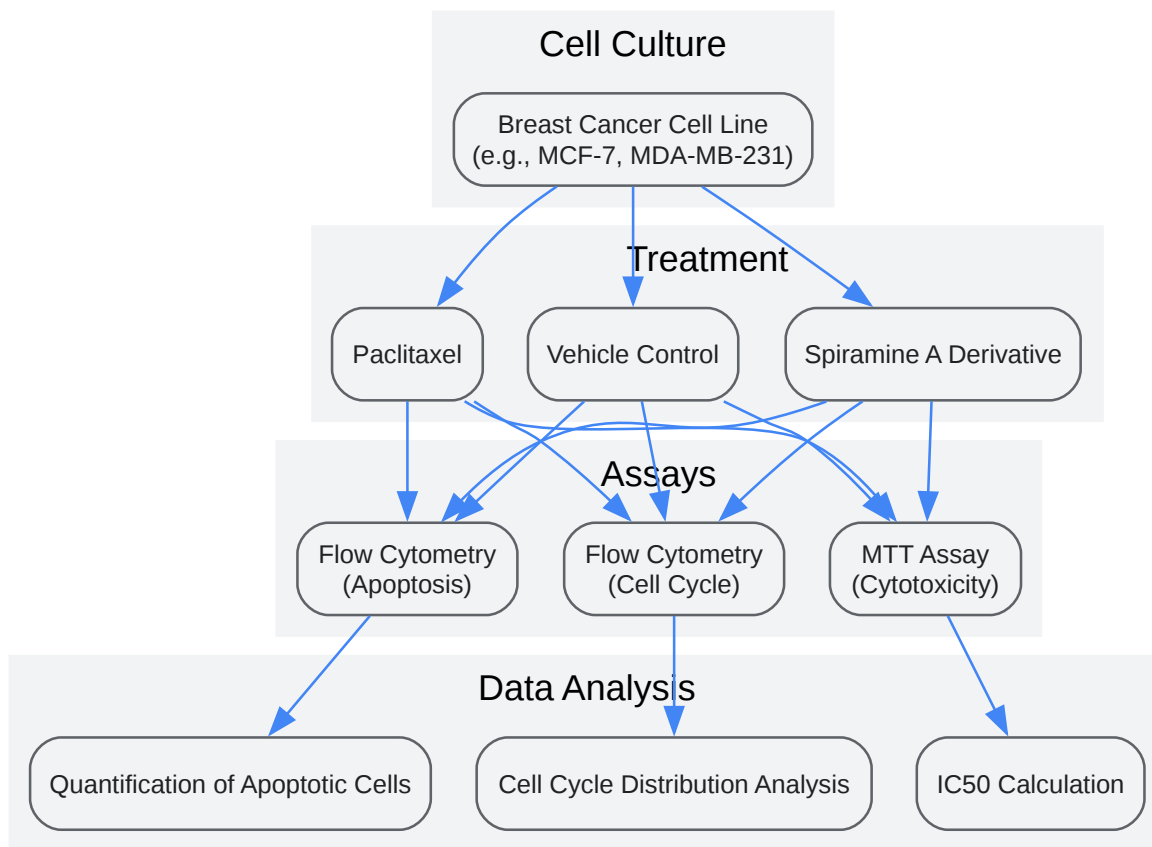 Cell Culture
Breast Cancer Cell Line
(e.g., MCF-7, MDA-MB-231)
Treatment
Paclitaxel
Vehicle Control
Spiramine A Derivative
Assays
Flow Cytometry
(Apoptosis)
Flow Cytometry
(Cell Cycle)
MTT Assay
(Cytotoxicity)
Data Analysis
Quantification of Apoptotic Cells
Cell Cycle Distribution Analysis
IC50 Calculation